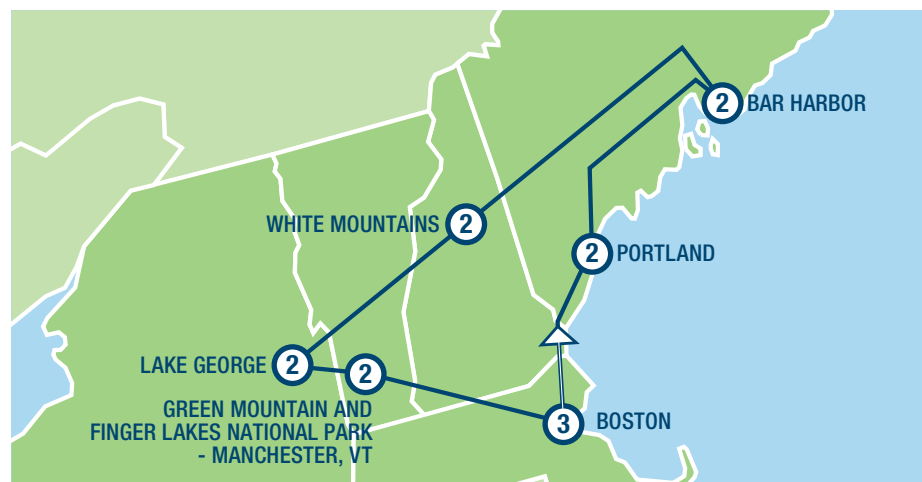 2
BAR HARBOR
WHITE MOUNTAINS
2
2
PORTLAND
LAKE GEORGE
2
2
GREEN MOUNTAIN AND
FINGER LAKES NATIONAL PARK
- MANCHESTER, VT
3
BOSTON